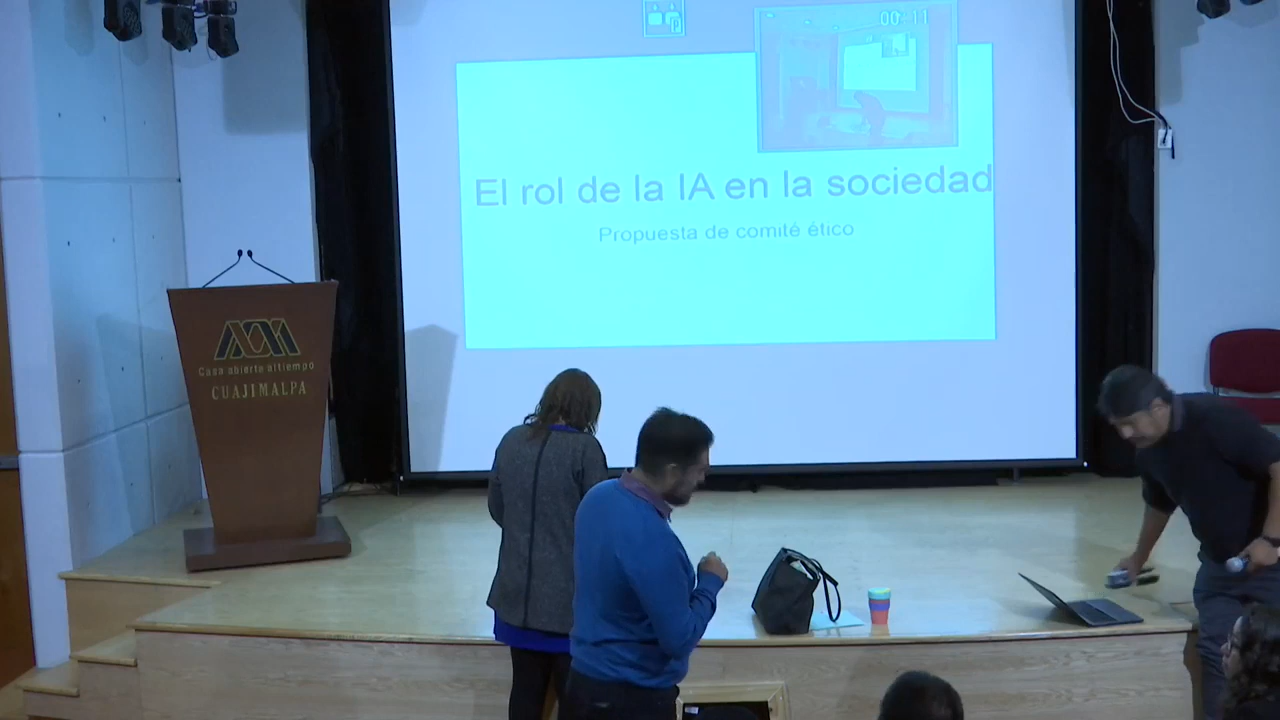 00:11
El rol de la IA en la sociedad
Propuesta de comité ético
Casa abierta al tiempo
CUAJIMALPA